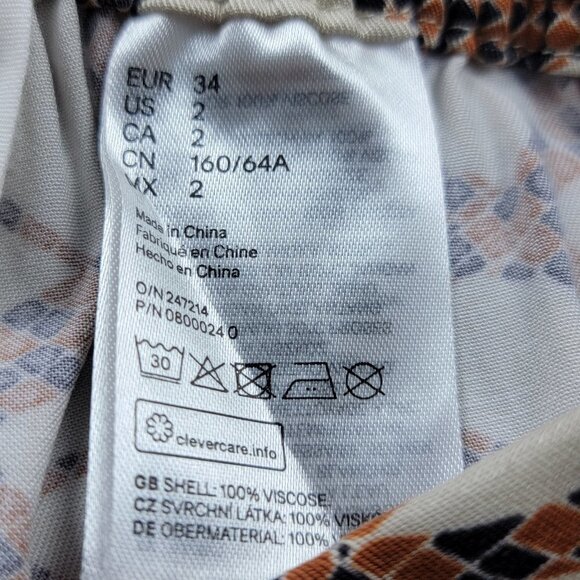 EUR 34
US 2
CA 2
CN 160/64A
MX 2
Made in China
Fabriqué en Chine
Hecho en China
O/N 247214
P/N 0800024 0
30
clevercare.info
GB SHELL: 100% VISCOSE
CZ SVRCHNÍ LÁTKA: 100%
DE OBERMATERIAL: 100%